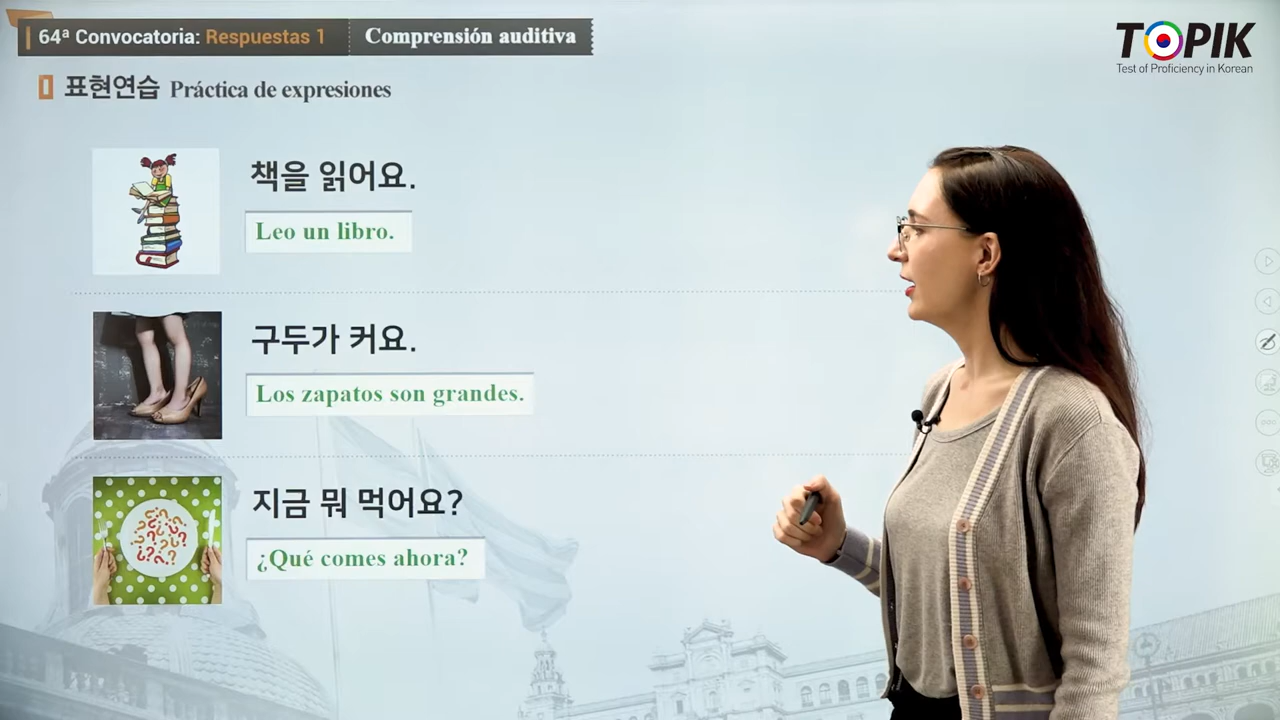 64ª Convocatoria: Respuestas 1 Comprensión auditiva
TOPIK
Test of Proficiency in Korean
표현연습 Práctica de expresiones
책을 읽어요.
Leo un libro.
구두가 커요.
Los zapatos son grandes.
지금 뭐 먹어요?
¿Qué comes ahora?